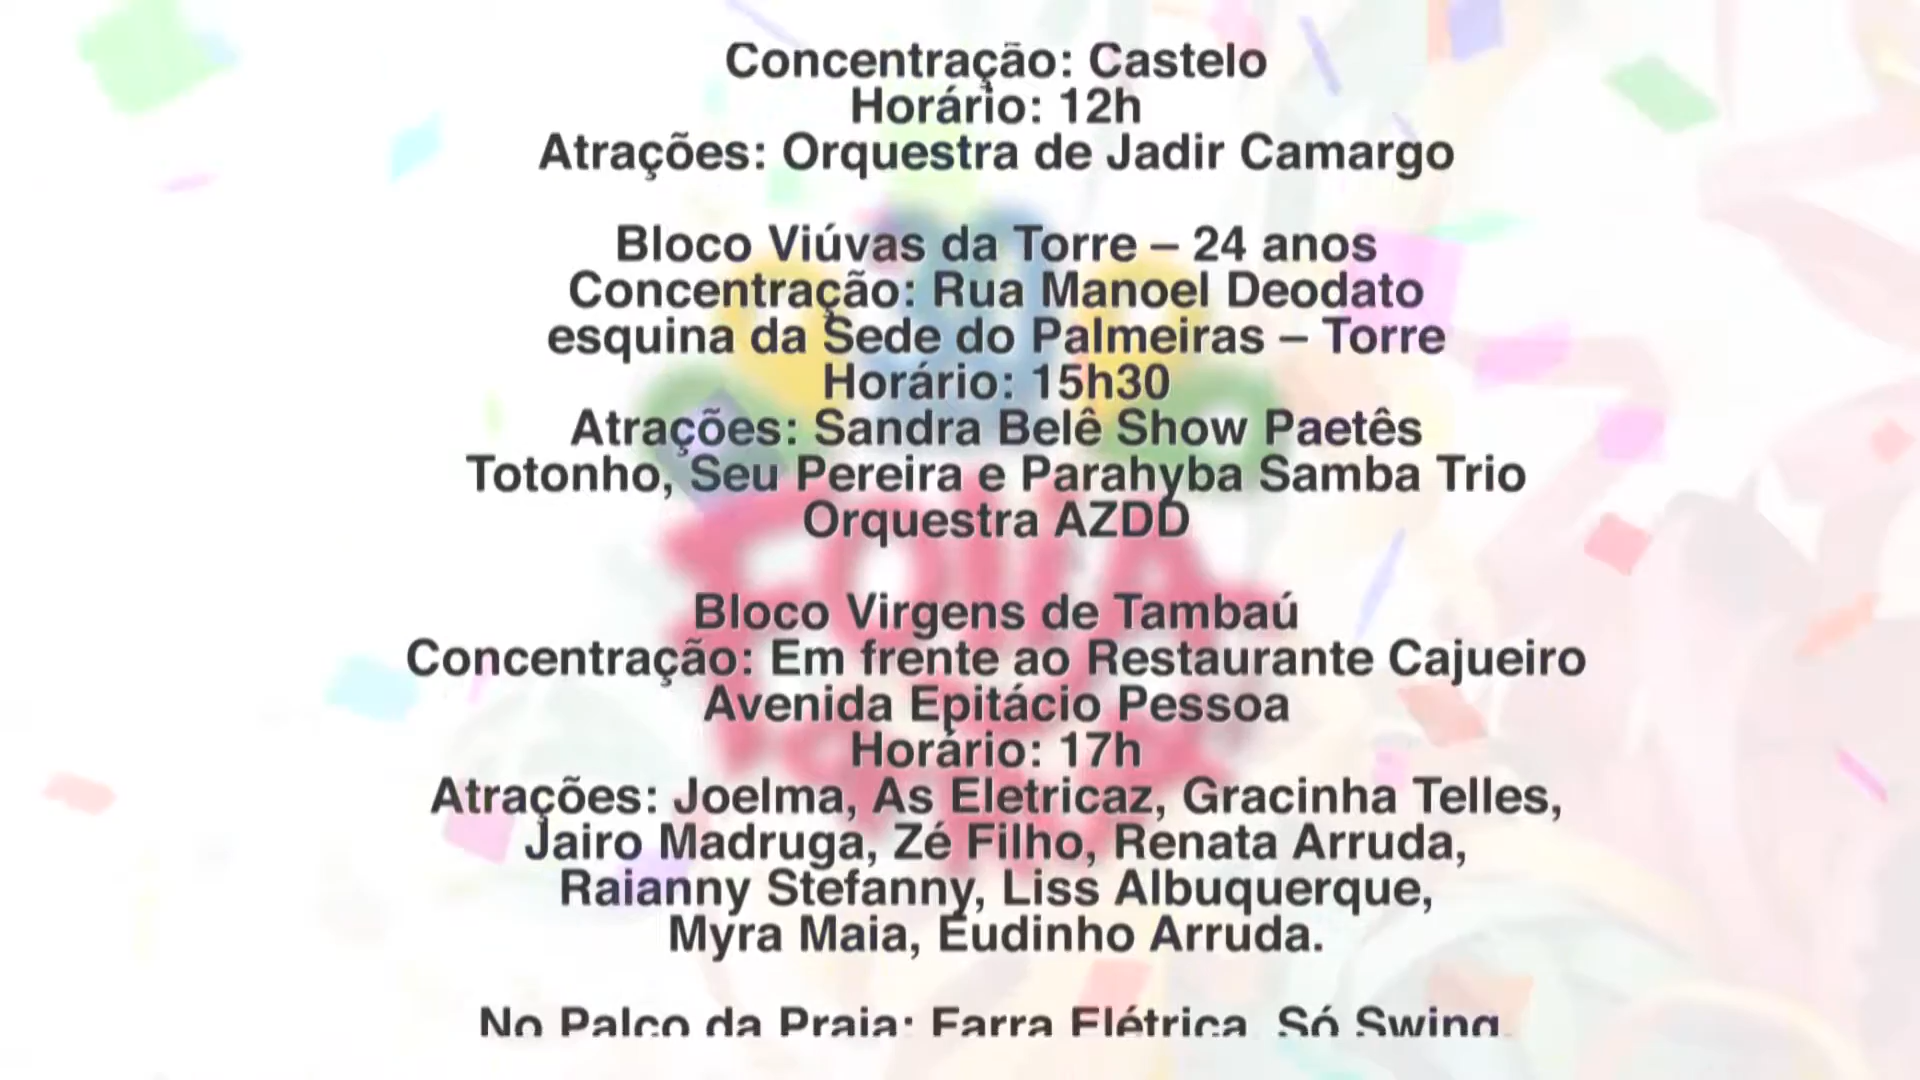 Concentração: Castelo
Horário: 12h
Atrações: Orquestra de Jadir Camargo
Bloco Viúvas da Torre – 24 anos
Concentração: Rua Manoel Deodato
esquina da Sede do Palmeiras – Torre
Horário: 15h30
Atrações: Sandra Belê Show Paetês
Totonho, Seu Pereira e Parahyba Samba Trio
Orquestra AZDD
Bloco Virgens de Tambaú
Concentração: Em frente ao Restaurante Cajueiro
Avenida Epitácio Pessoa
Horário: 17h
Atrações: Joelma, As Eletricaz, Gracinha Telles,
Jairo Madruga, Zé Filho, Renata Arruda,
Raianny Stefanny, Liss Albuquerque,
Myra Maia, Eudinho Arruda.
No Palco da Praia: Farra Elétrica, Só Swing,